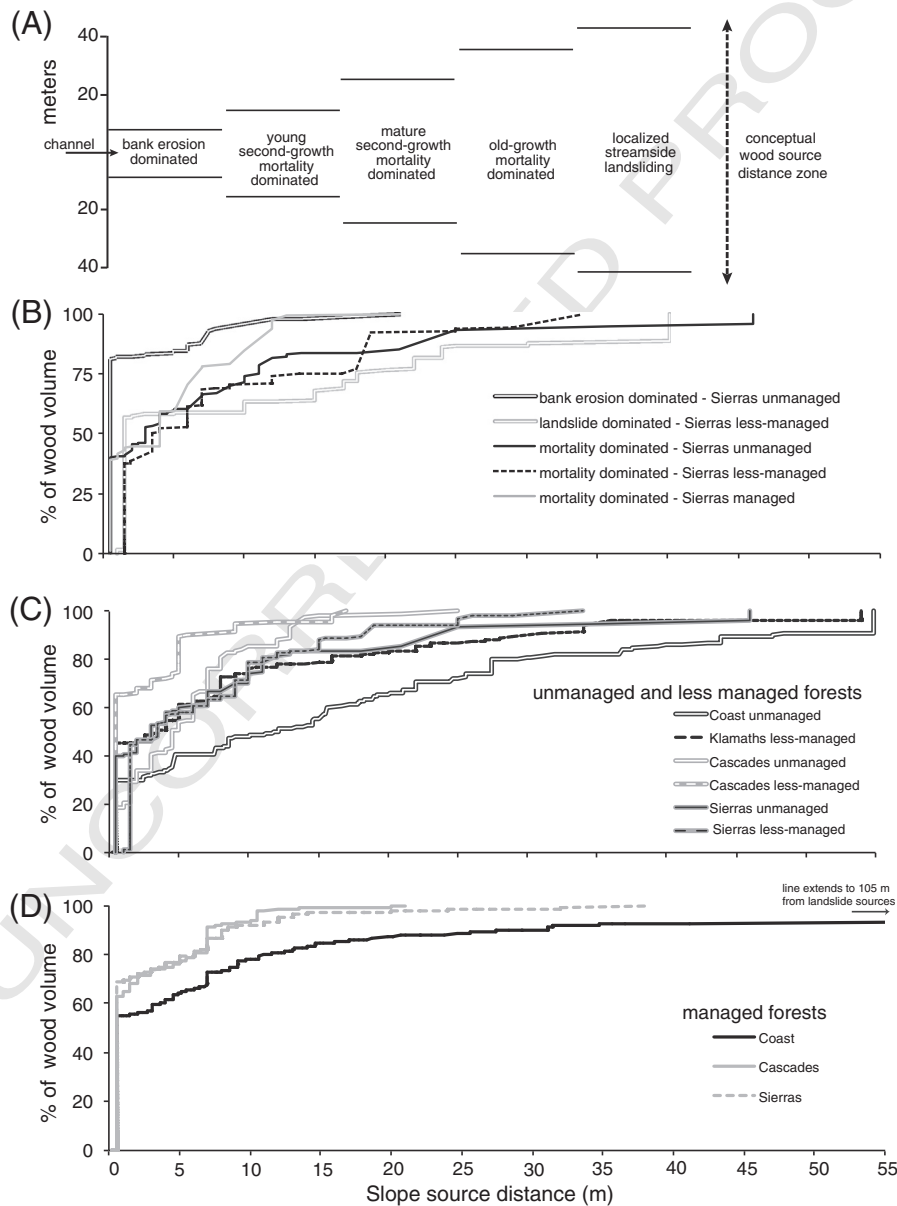 (A)
40
20
20
40
meters
channel
bank erosion
dominated
young
second-growth
mortality
dominated
mature
second-growth
mortality
dominated
old-growth
mortality
dominated
localized
streamside
landsliding
conceptual
wood source
distance zone
(B)
100
75
50
25
0
% of wood volume
bank erosion dominated - Sierras unmanaged
landslide dominated - Sierras less-managed
mortality dominated - Sierras unmanaged
mortality dominated - Sierras less-managed
mortality dominated - Sierras managed
(C)
100
80
60
40
20
0
% of wood volume
unmanaged and less managed forests
Coast unmanaged
Klamaths less-managed
Cascades unmanaged
Cascades less-managed
Sierras unmanaged
Sierras less-managed
(D)
100
80
60
40
20
0
% of wood volume
line extends to 105 m
from landslide sources
managed forests
Coast
Cascades
Sierras
0 5 10 15 20 25 30 35 40 45 50 55
Slope source distance (m)
UNCORRECTED PROO